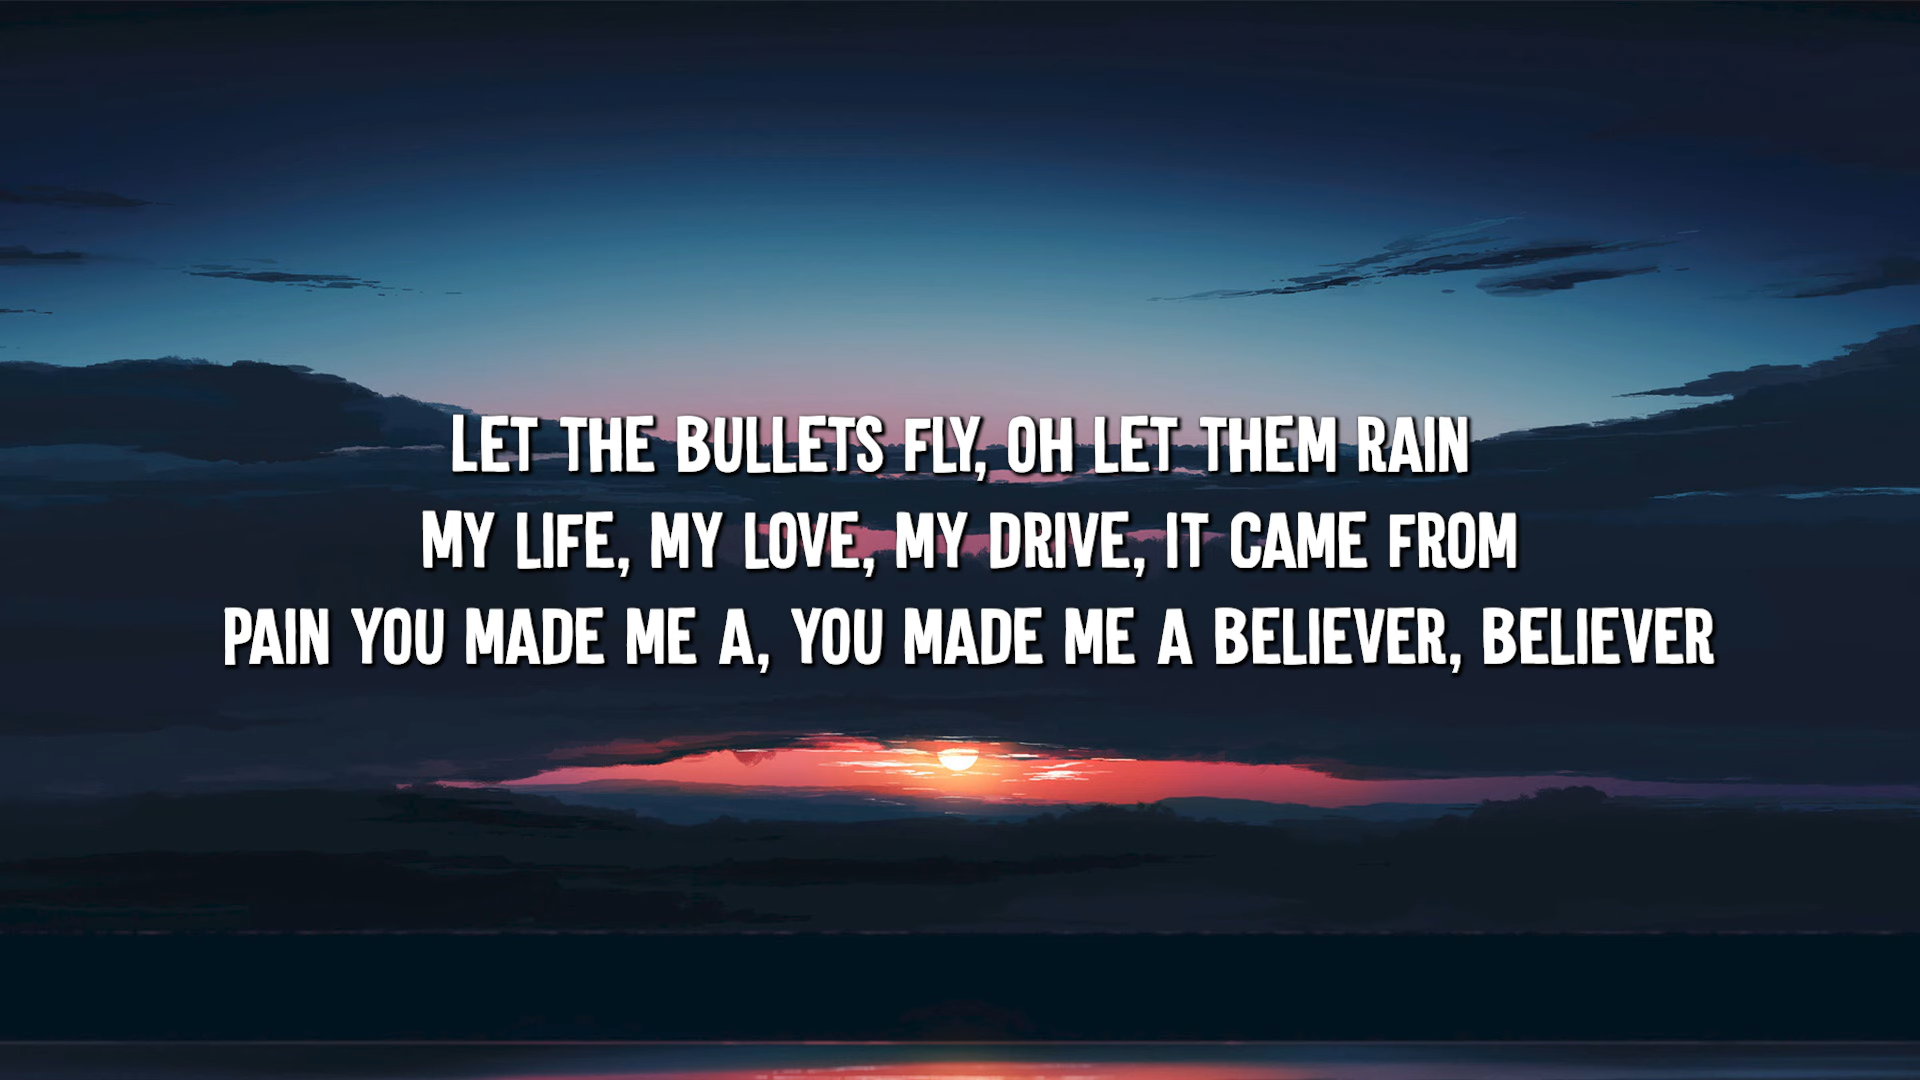 LET THE BULLETS FLY, OH LET THEM RAIN
MY LIFE, MY LOVE, MY DRIVE, IT CAME FROM
PAIN YOU MADE ME A, YOU MADE ME A BELIEVER, BELIEVER